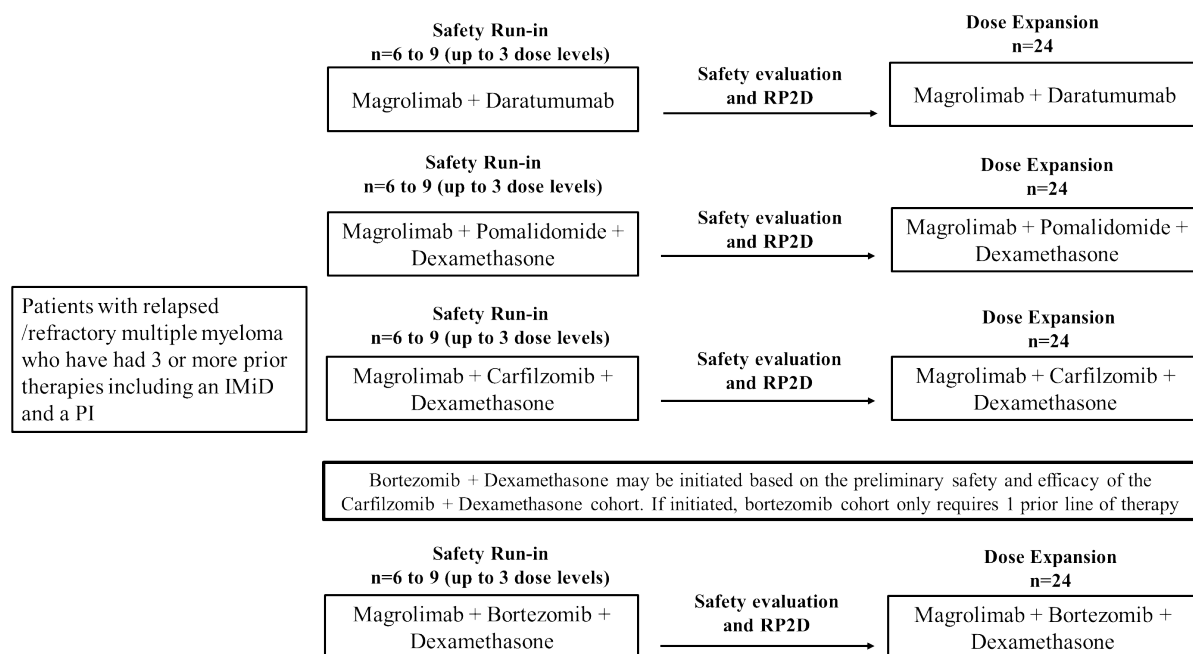 Safety Run-in
n=6 to 9 (up to 3 dose levels)
Magrolimab + Daratumumab
Safety evaluation
and RP2D
Dose Expansion
n=24
Magrolimab + Daratumumab
Safety Run-in
n=6 to 9 (up to 3 dose levels)
Magrolimab + Pomalidomide +
Dexamethasone
Safety evaluation
and RP2D
Dose Expansion
n=24
Magrolimab + Pomalidomide +
Dexamethasone
Patients with relapsed
/refractory multiple myeloma
who have had 3 or more prior
therapies including an IMiD
and a PI
Safety Run-in
n=6 to 9 (up to 3 dose levels)
Magrolimab + Carfilzomib +
Dexamethasone
Safety evaluation
and RP2D
Dose Expansion
n=24
Magrolimab + Carfilzomib +
Dexamethasone
Bortezomib + Dexamethasone may be initiated based on the preliminary safety and efficacy of the
Carfilzomib + Dexamethasone cohort. If initiated, bortezomib cohort only requires 1 prior line of therapy
Safety Run-in
n=6 to 9 (up to 3 dose levels)
Magrolimab + Bortezomib +
Dexamethasone
Safety evaluation
and RP2D
Dose Expansion
n=24
Magrolimab + Bortezomib +
Dexamethasone